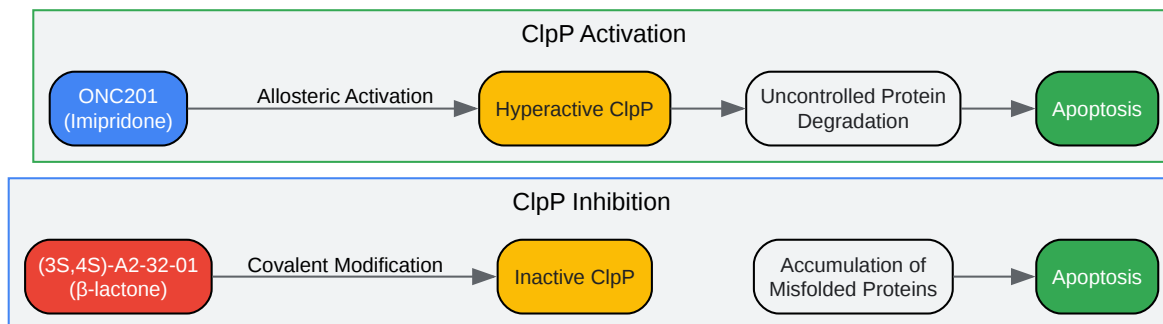 ClpP Activation
ONC201
(Imipridone)
Allosteric Activation
Hyperactive ClpP
Uncontrolled Protein
Degradation
Apoptosis
ClpP Inhibition
(3S,4S)-A2-32-01
(β-lactone)
Covalent Modification
Inactive ClpP
Accumulation of
Misfolded Proteins
Apoptosis